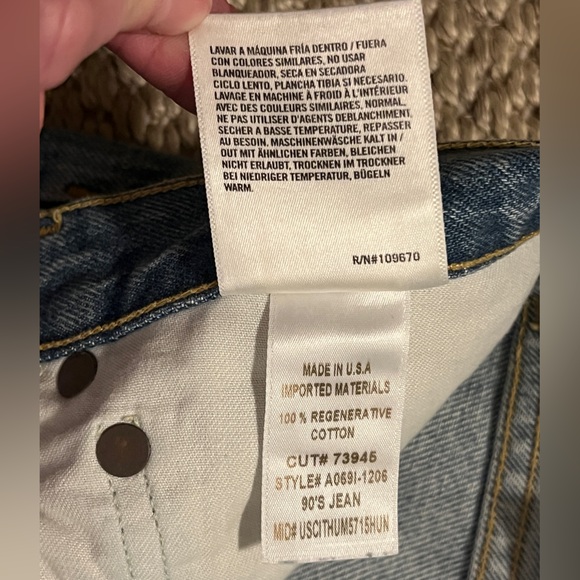 LAVAR A MÁQUINA FRÍA DENTRO / FUERA
CON COLORES SIMILARES, NO USAR
BLANQUEADOR, SECA EN SECADORA
CICLO LENTO, PLANCHA TIBIA SI NECESARIO.
LAVAGE EN MACHINE À FROID À L'INTÉRIEUR
AVEC DES COULEURS SIMILAIRES, NORMAL,
NE PAS UTILISER D'AGENTS DEBLANCHIMENT.
SECHER A BASSE TEMPERATURE, REPASSER
AU BESOIN. MASCHINENWÄSCHE KALT IN /
OUT MIT ÄHNLICHEN FARBEN, BLEICHEN
NICHT ERLAUBT, TROCKNEN IM TROCKNER
BEI NIEDRIGER TEMPERATUR, BÜGELN
WARM.
R/N#109670
MADE IN U.S.A
IMPORTED MATERIALS
100 % REGENERATIVE
COTTON
CUT# 73945
STYLE# A069I-1206
90'S JEAN
MID# USCITHUM5715HUN